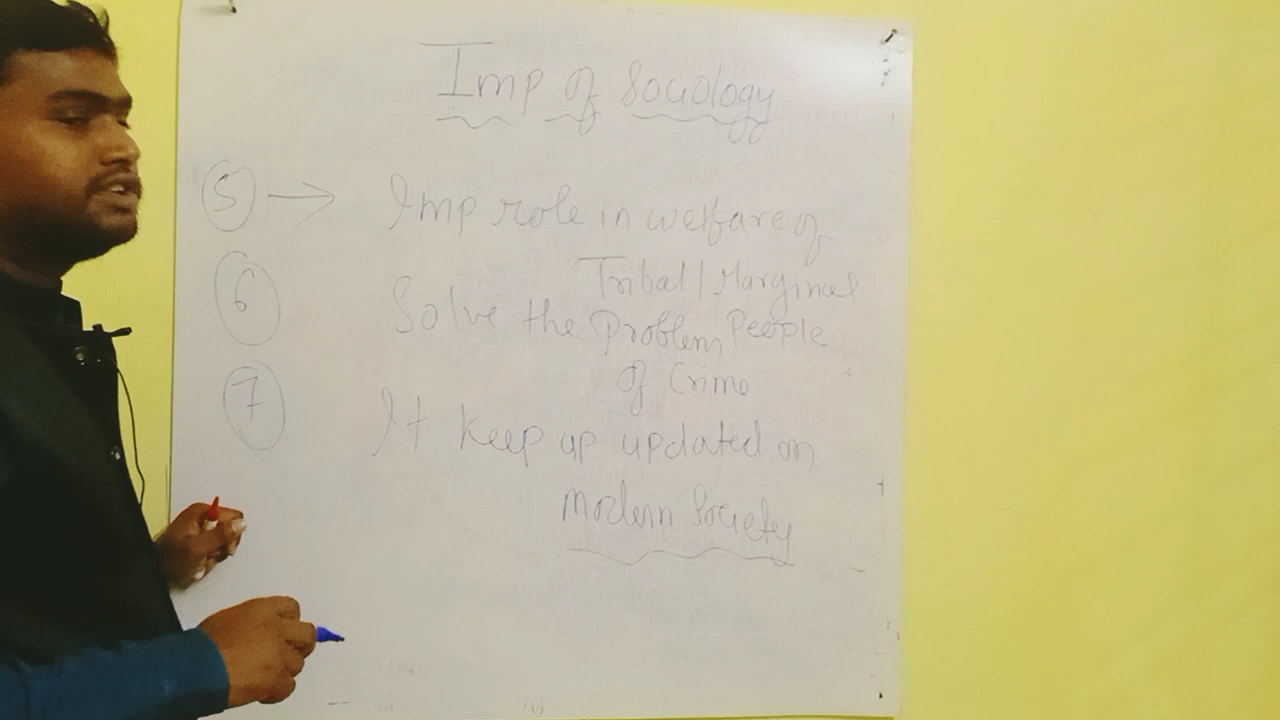 Imp of Sociology
5 → Imp role in welfare of
Tribal / Marginal
People
6 Solve the Problem
of Crime
7 It keep up updated on
modern Society